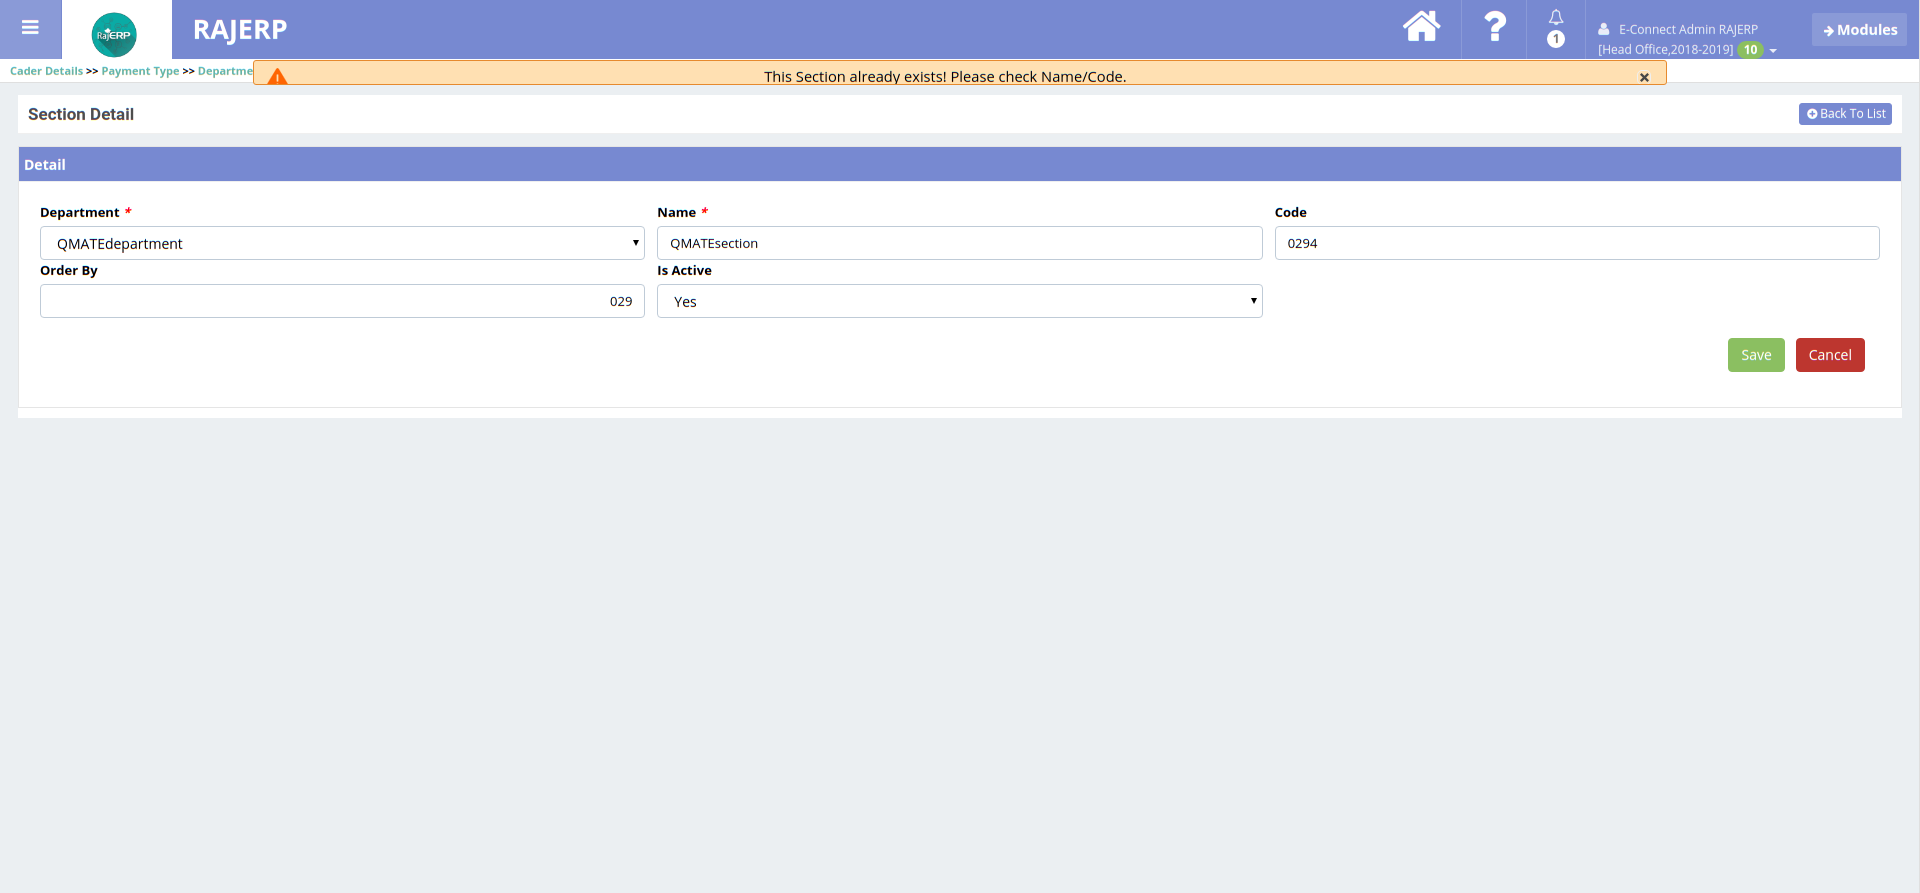 RajERP
RAJERP
1
E-Connect Admin RAJERP
[Head Office,2018-2019] 10
Modules
Cader Details >> Payment Type >> Departme
This Section already exists! Please check Name/Code.
×
Section Detail
Back To List
Detail
Department *
Name *
Code
QMATEdepartment
QMATEsection
0294
Order By
Is Active
029
Yes
Save
Cancel